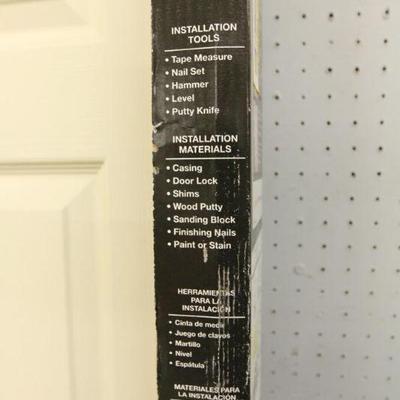 INSTALLATION
TOOLS
• Tape Measure
• Nail Set
• Hammer
• Level
• Putty Knife
INSTALLATION
MATERIALS
• Casing
• Door Lock
• Shims
• Wood Putty
• Sanding Block
• Finishing Nails
• Paint or Stain
HERRAMIENTAS
PARA LA
INSTALACIÓN
• Cinta de medir
• Juego de clavos
• Martillo
• Nivel
• Espátula
MATERIALES PARA
LA INSTALACIÓN